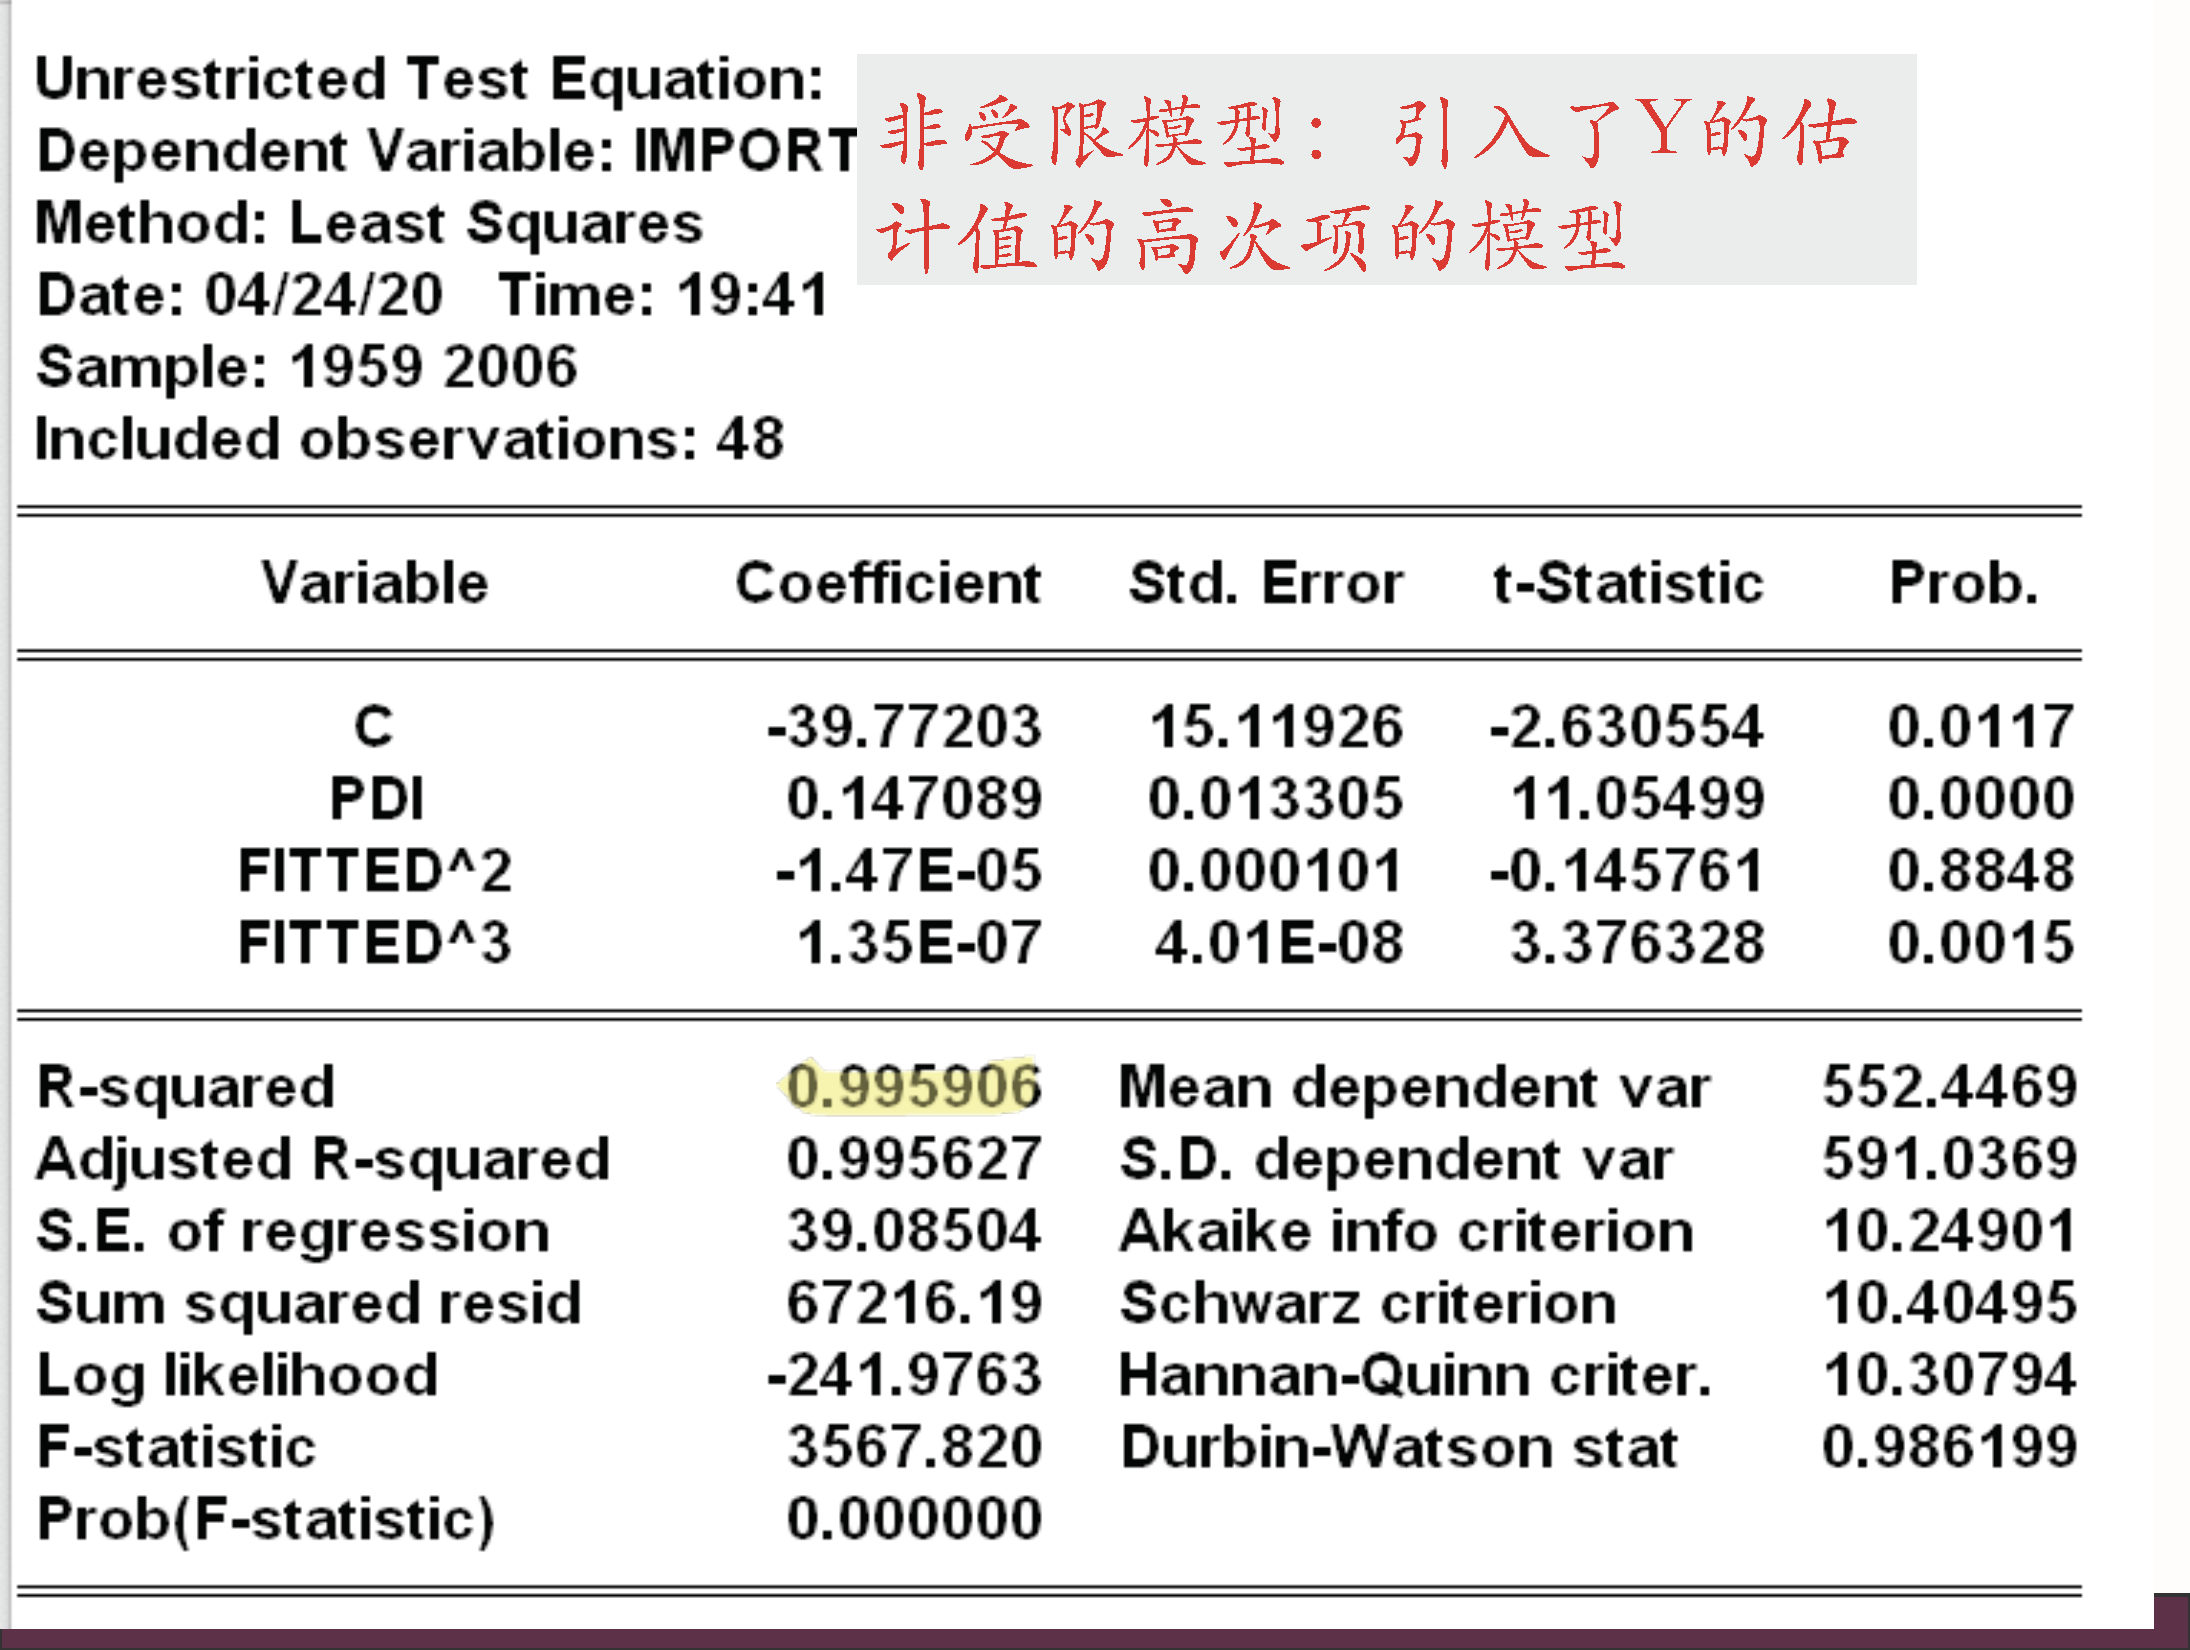 Unrestricted Test Equation:
Dependent Variable: IMPORT
非受限模型：引入了Y的估
计值的高次项的模型
Method: Least Squares
Date: 04/24/20 Time: 19:41
Sample: 1959 2006
Included observations: 48
Variable Coefficient Std. Error t-Statistic Prob.
C -39.77203 15.11926 -2.630554 0.0117
PDI 0.147089 0.013305 11.05499 0.0000
FITTED^2 -1.47E-05 0.000101 -0.145761 0.8848
FITTED^3 1.35E-07 4.01E-08 3.376328 0.0015
R-squared 0.995906 Mean dependent var 552.4469
Adjusted R-squared 0.995627 S.D. dependent var 591.0369
S.E. of regression 39.08504 Akaike info criterion 10.24901
Sum squared resid 67216.19 Schwarz criterion 10.40495
Log likelihood -241.9763 Hannan-Quinn criter. 10.30794
F-statistic 3567.820 Durbin-Watson stat 0.986199
Prob(F-statistic) 0.000000